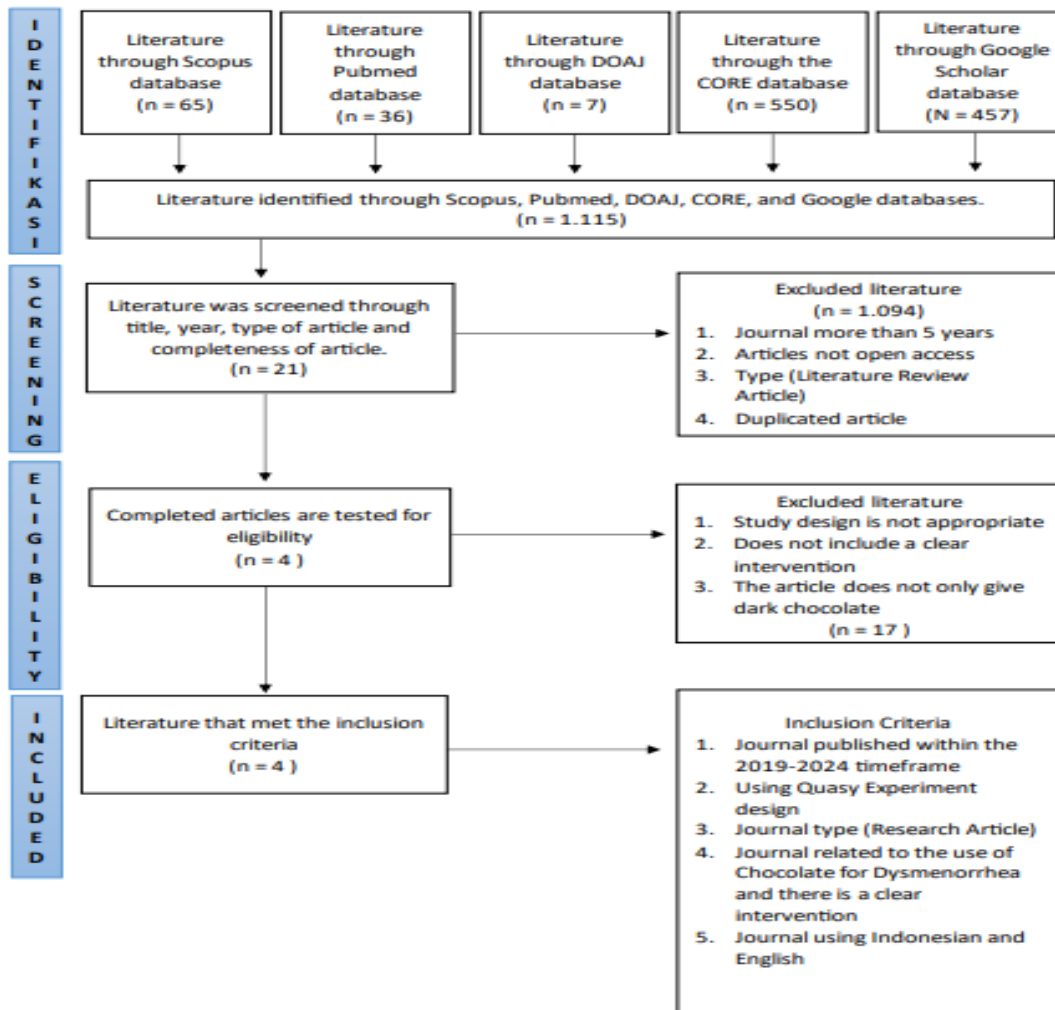 IDENTIFIKASI
Literature
through Scopus
database
(n = 65)
Literature
through
Pubmed
database
(n = 36)
Literature
through DOAJ
database
(n = 7)
Literature
through the
CORE database
(n = 550)
Literature
through Google
Scholar
database
(N = 457)
Literature identified through Scopus, Pubmed, DOAJ, CORE, and Google databases.
(n = 1.115)
SCREENING
Literature was screened through
title, year, type of article and
completeness of article.
(n = 21)
Excluded literature
(n = 1.094)
1. Journal more than 5 years
2. Articles not open access
3. Type (Literature Review
Article)
4. Duplicated article
ELIGIBILITY
Completed articles are tested for
eligibility
(n = 4 )
Excluded literature
1. Study design is not appropriate
2. Does not include a clear
intervention
3. The article does not only give
dark chocolate
(n = 17 )
INCLUDED
Literature that met the inclusion
criteria
(n = 4 )
Inclusion Criteria
1. Journal published within the
2019-2024 timeframe
2. Using Quasy Experiment
design
3. Journal type (Research Article)
4. Journal related to the use of
Chocolate for Dysmenorrhea
and there is a clear
intervention
5. Journal using Indonesian and
English